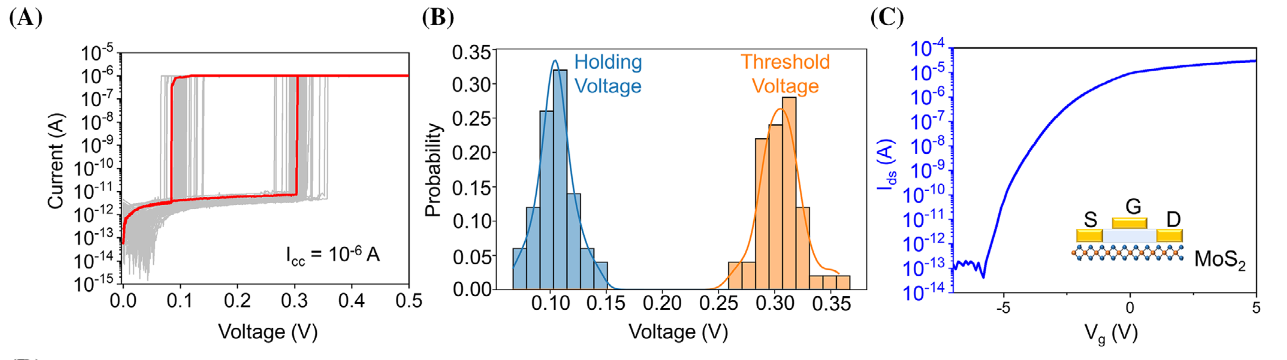 (A)
10⁻⁵
10⁻⁶
10⁻⁷
10⁻⁸
10⁻⁹
10⁻¹⁰
10⁻¹¹
10⁻¹²
10⁻¹³
10⁻¹⁴
10⁻¹⁵
Current (A)
I_cc = 10⁻⁶ A
0.0 0.1 0.2 0.3 0.4 0.5
Voltage (V)
(B)
0.35
0.30
0.25
0.20
0.15
0.10
0.05
0.00
Probability
Holding
Voltage
Threshold
Voltage
0.10 0.15 0.20 0.25 0.30 0.35
Voltage (V)
(C)
10⁻⁴
10⁻⁵
10⁻⁶
10⁻⁷
10⁻⁸
10⁻⁹
10⁻¹⁰
10⁻¹¹
10⁻¹²
10⁻¹³
10⁻¹⁴
I_ds (A)
S G D
MoS₂
-5 0 5
V_g (V)